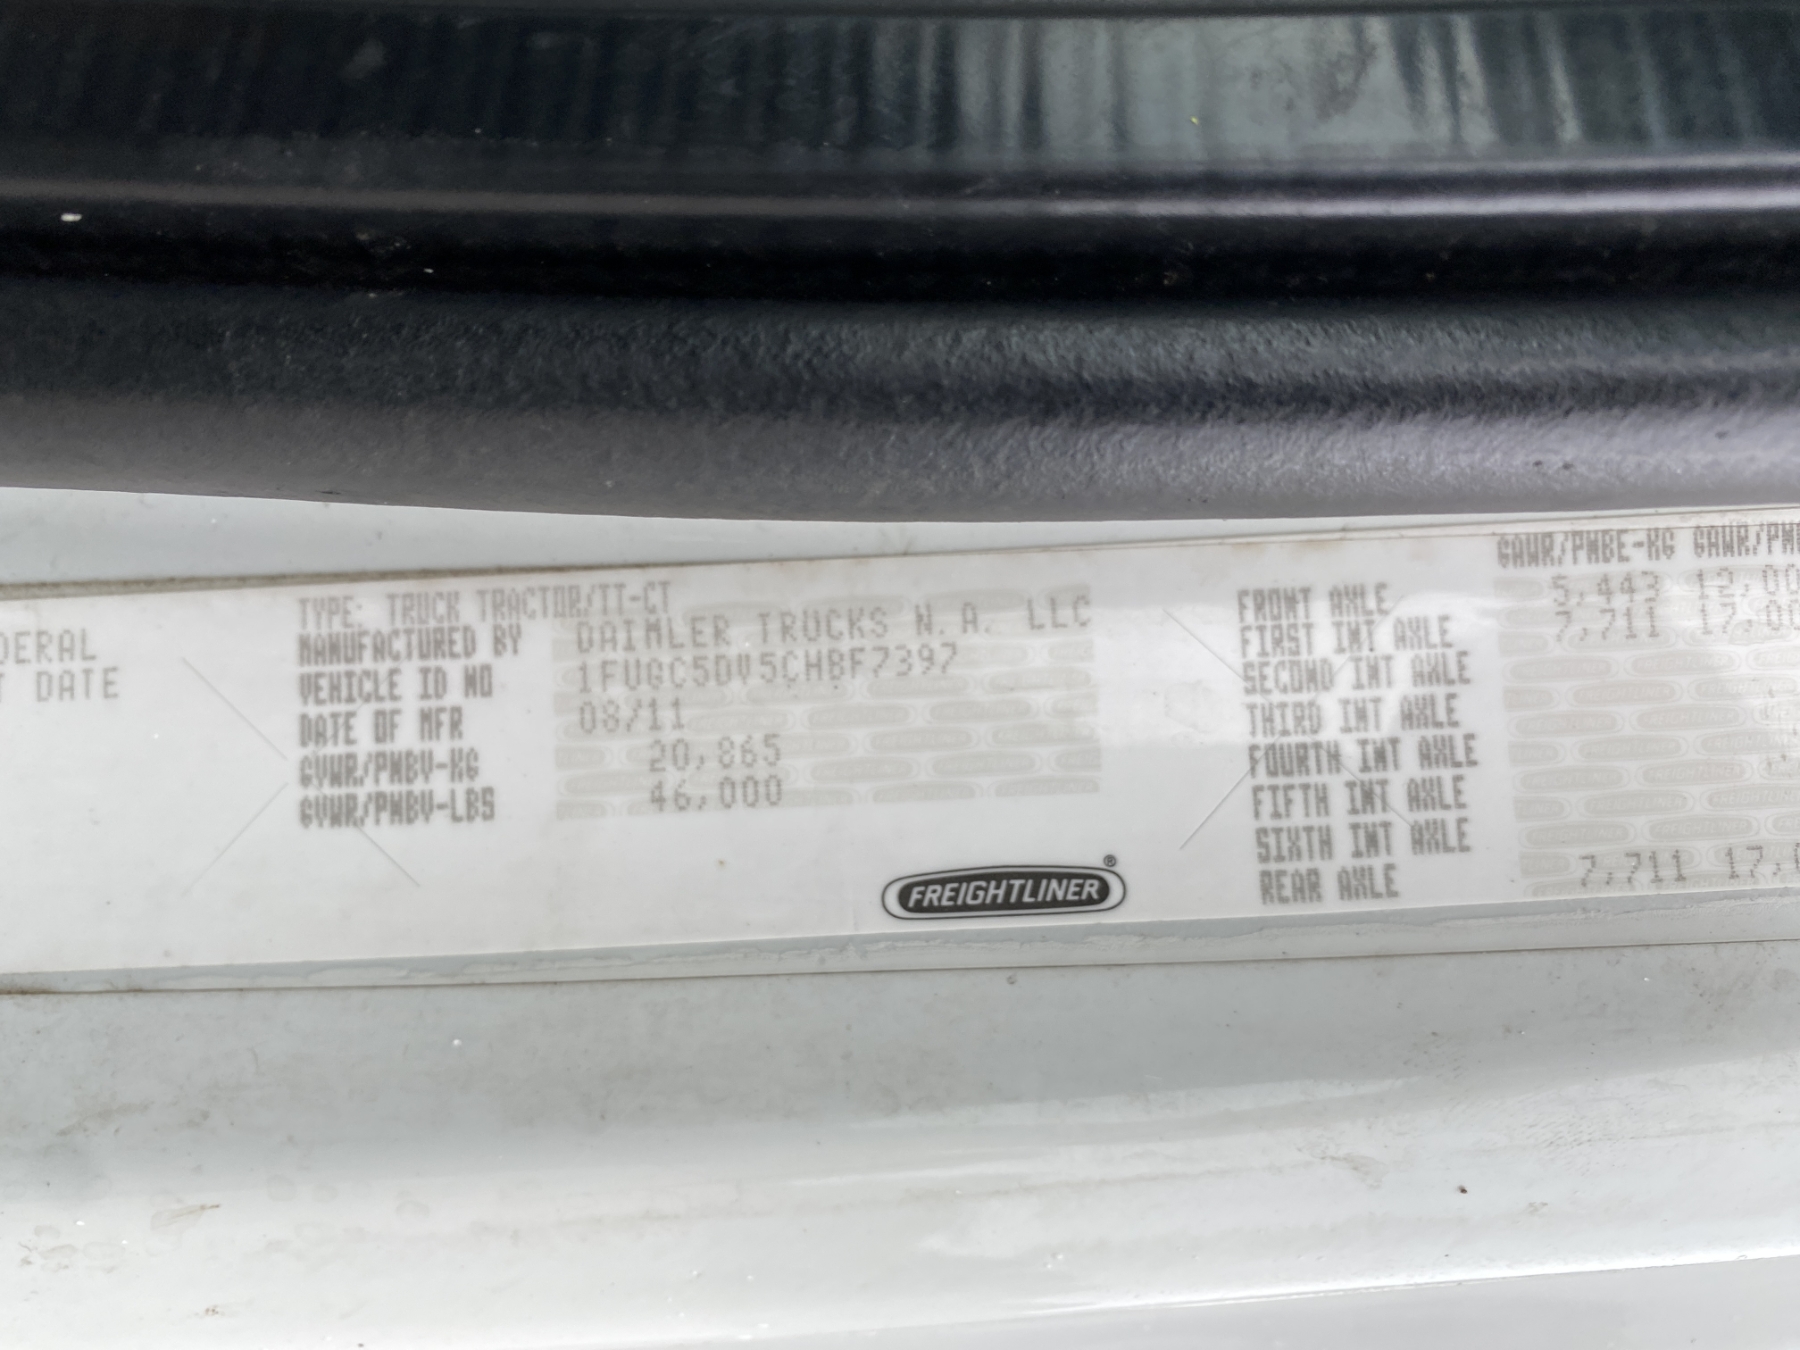 DERAL
T DATE
TYPE: TRUCK TRACTOR/TT-CT
MANUFACTURED BY DAIMLER TRUCKS N.A. LLC
VEHICLE ID NO 1FUGC5DV5CHBF7397
DATE OF MFR 08/11
GVWR/PNBV-KG 20,865
GVWR/PNBV-LBS 46,000
FREIGHTLINER®
GAWR/PNBE-KG GAWR/PN
FRONT AXLE 5,443 12,00
FIRST INT AXLE 7,711 17,00
SECOND INT AXLE
THIRD INT AXLE
FOURTH INT AXLE
FIFTH INT AXLE
SIXTH INT AXLE
REAR AXLE 7,711 17,0